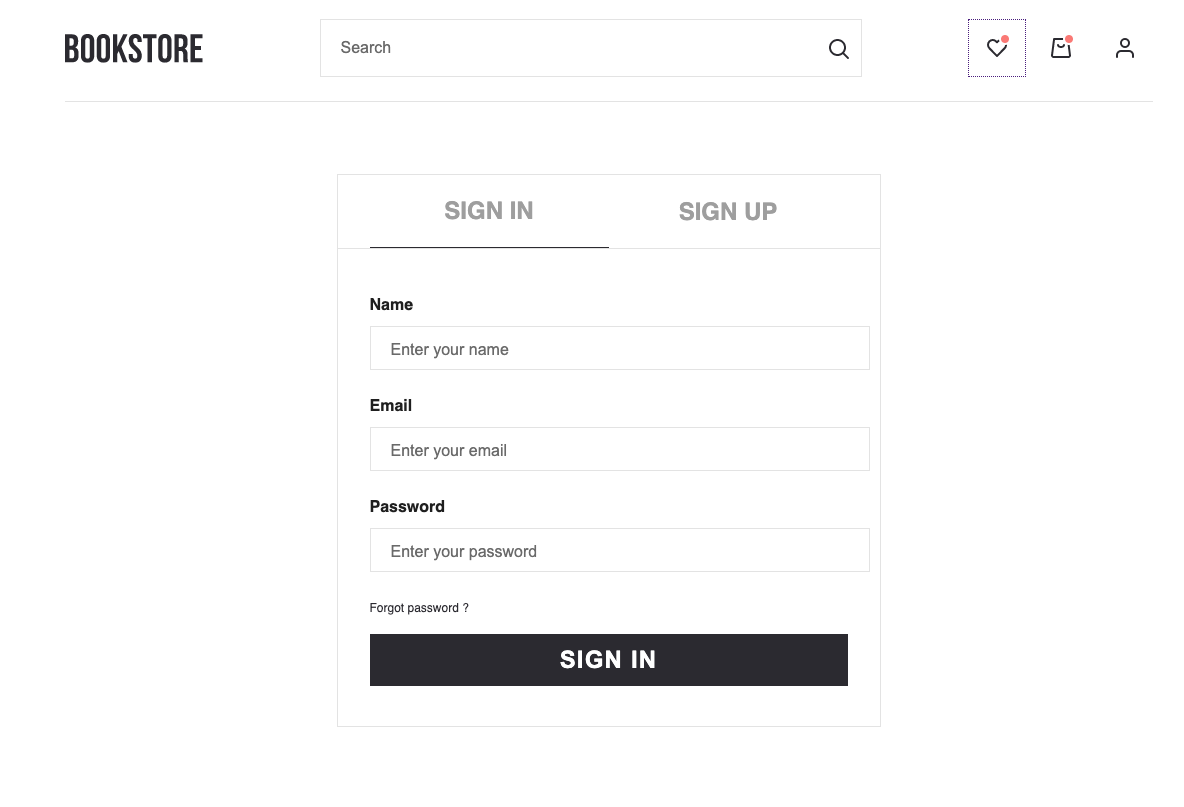 BOOKSTORE
Search
SIGN IN
SIGN UP
Name
Enter your name
Email
Enter your email
Password
Enter your password
Forgot password ?
SIGN IN